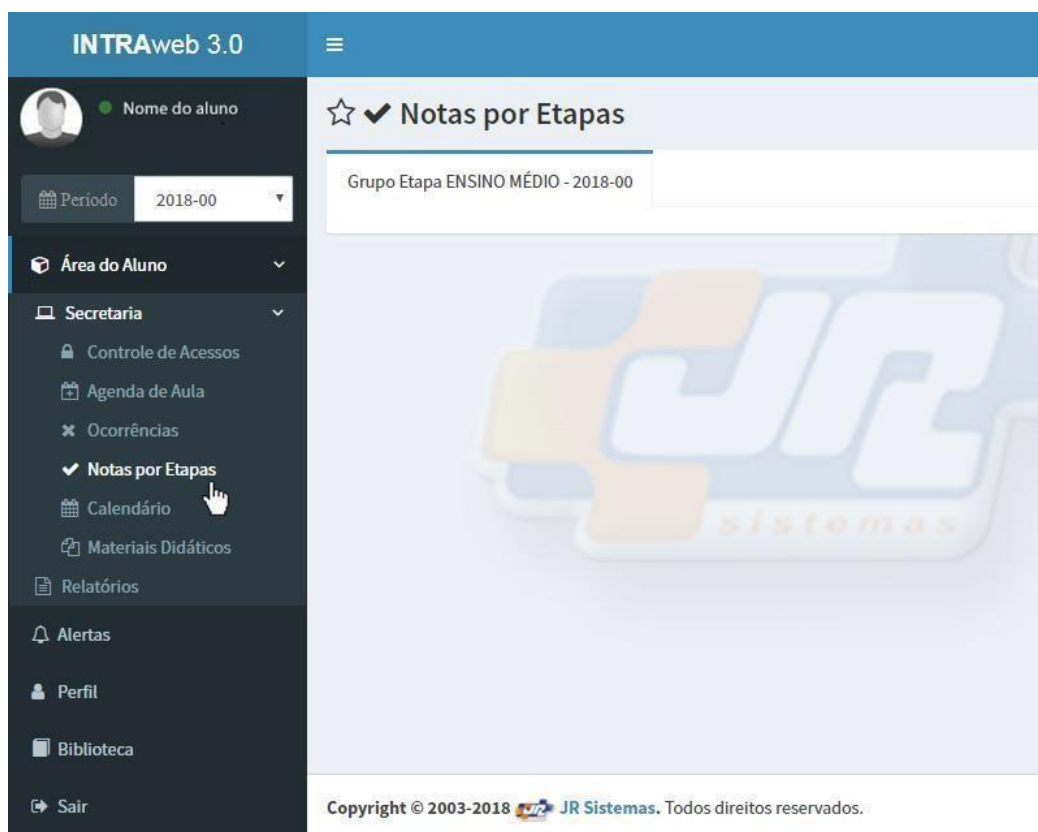 INTRAweb 3.0
Nome do aluno
Período 2018-00
Área do Aluno
Secretaria
Controle de Acessos
Agenda de Aula
Ocorrências
Notas por Etapas
Calendário
Materiais Didáticos
Relatórios
Alertas
Perfil
Biblioteca
Sair
Notas por Etapas
Grupo Etapa ENSINO MÉDIO - 2018-00
JR
sistemas
Copyright © 2003-2018 JR JR Sistemas. Todos direitos reservados.